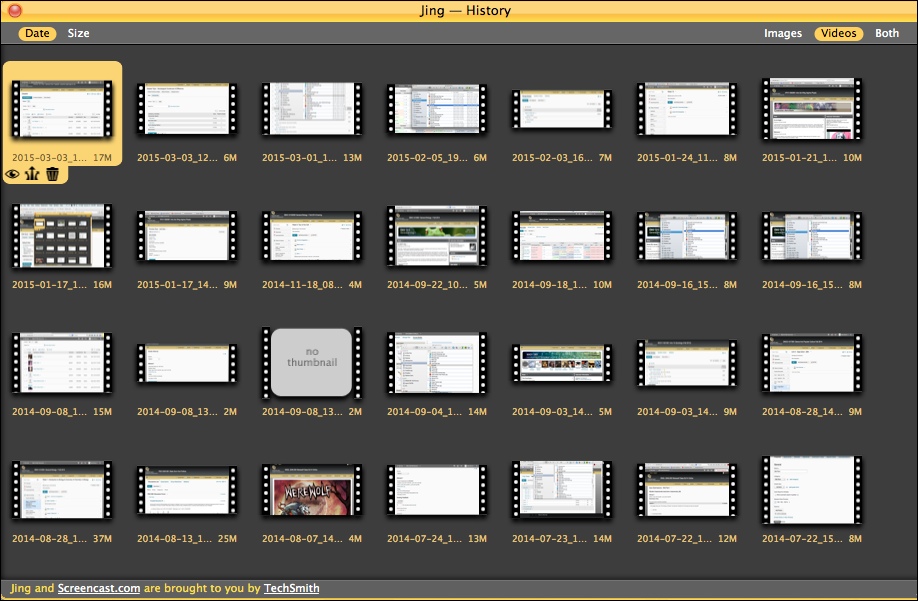 Jing — History
Date Size Images Videos Both
2015-03-03_1... 17M 2015-03-03_12... 6M 2015-03-01_1... 13M 2015-02-05_19... 6M 2015-02-03_16... 7M 2015-01-24_11... 8M 2015-01-21_1... 10M
2015-01-17_1... 16M 2015-01-17_14... 9M 2014-11-18_08... 4M 2014-09-22_10... 5M 2014-09-18_1... 10M 2014-09-16_15... 8M 2014-09-16_15... 8M
no
thumbnail
2014-09-08_1... 15M 2014-09-08_13... 2M 2014-09-08_13... 2M 2014-09-04_1... 14M 2014-09-03_14... 5M 2014-09-03_14... 9M 2014-08-28_14... 9M
WEREWOLF
2014-08-28_1... 37M 2014-08-13_1... 25M 2014-08-07_14... 4M 2014-07-24_1... 13M 2014-07-23_1... 14M 2014-07-22_1... 12M 2014-07-22_15... 8M
Jing and Screencast.com are brought to you by TechSmith